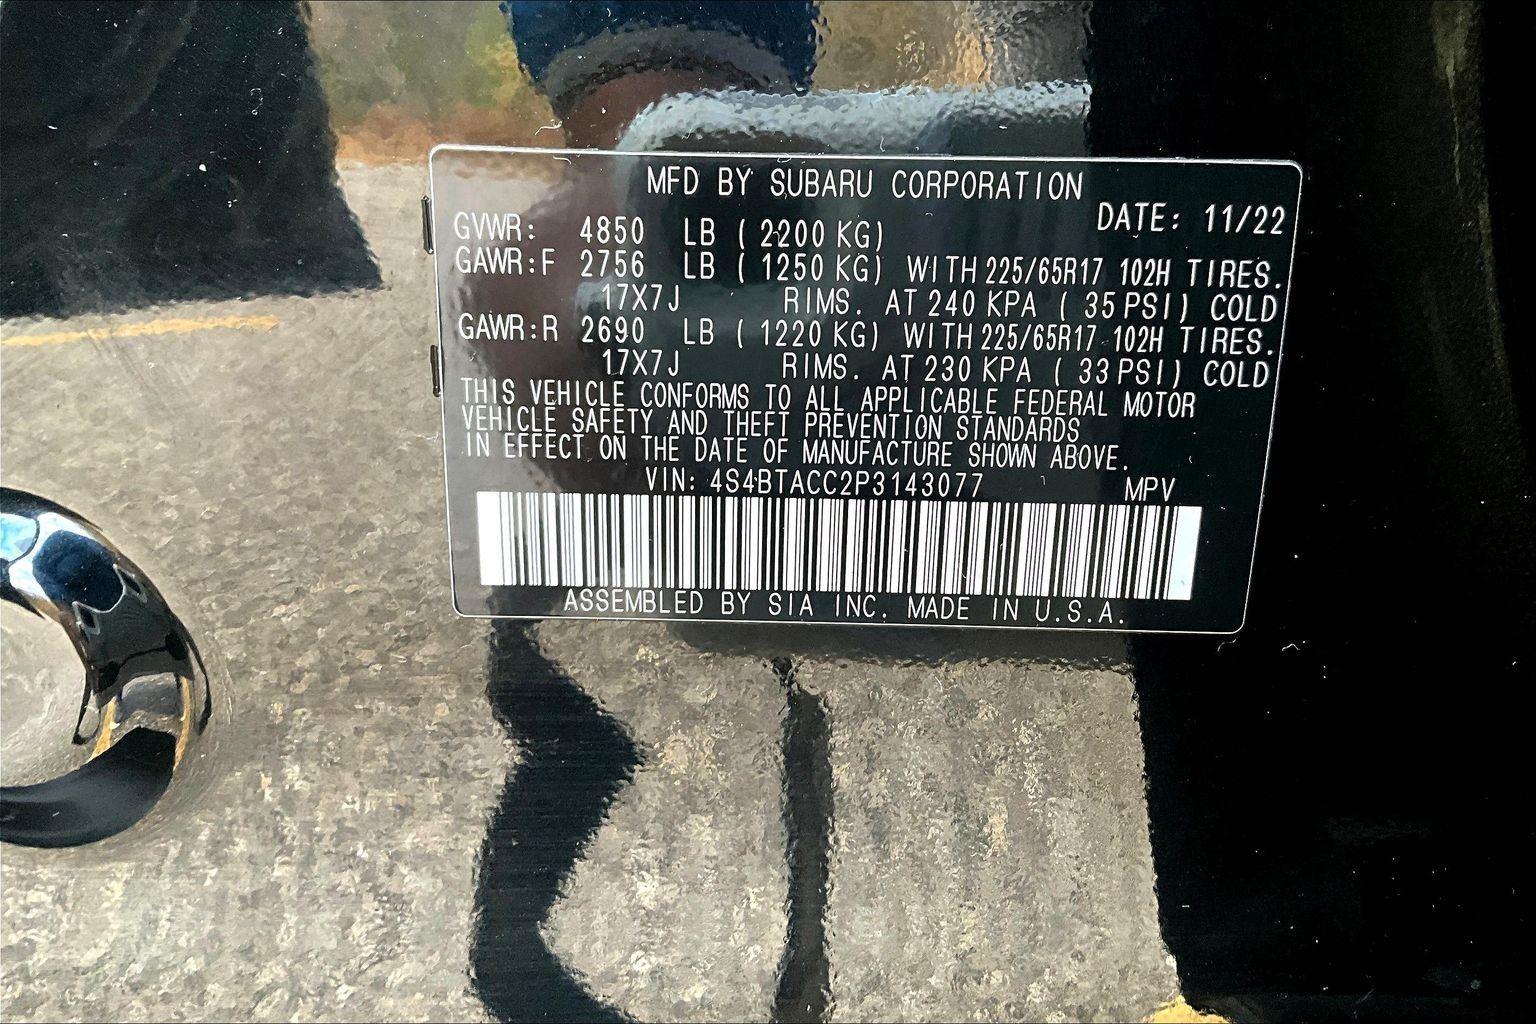 MFD BY SUBARU CORPORATION
DATE: 11/22
GVWR: 4850 LB ( 2200 KG)
GAWR:F 2756 LB ( 1250 KG) WITH 225/65R17 102H TIRES.
17X7J RIMS. AT 240 KPA ( 35 PSI) COLD
GAWR:R 2690 LB ( 1220 KG) WITH 225/65R17 102H TIRES.
17X7J RIMS. AT 230 KPA ( 33 PSI) COLD
THIS VEHICLE CONFORMS TO ALL APPLICABLE FEDERAL MOTOR
VEHICLE SAFETY AND THEFT PREVENTION STANDARDS
IN EFFECT ON THE DATE OF MANUFACTURE SHOWN ABOVE.
VIN: 4S4BTACC2P3143077 MPV
ASSEMBLED BY SIA INC. MADE IN U.S.A.